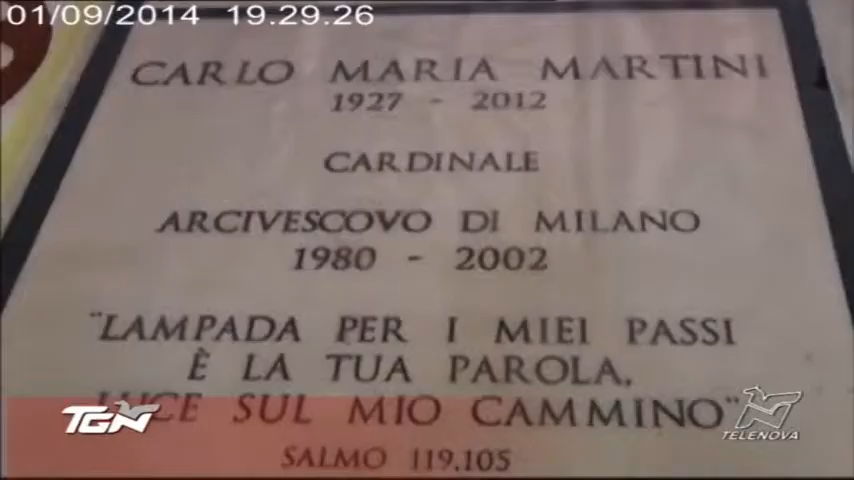 01/09/2014 19.29.26
CARLO MARIA MARTINI
1927 - 2012
CARDINALE
ARCIVESCOVO DI MILANO
1980 - 2002
"LAMPADA PER I MIEI PASSI
È LA TUA PAROLA,
LUCE SUL MIO CAMMINO"
SALMO 119,105
TGN
TELENOVA